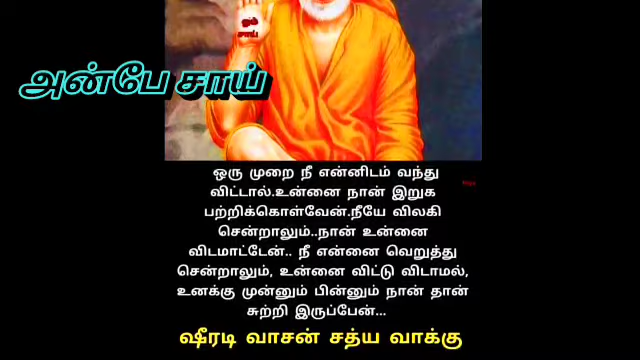 ஓம்
சாய்
அன்பே சாய்
ஒரு முறை நீ என்னிடம் வந்து
விட்டால்.உன்னை நான் இறுக
பற்றிக்கொள்வேன்.நீயே விலகி
சென்றாலும்..நான் உன்னை
விடமாட்டேன்.. நீ என்னை வெறுத்து
சென்றாலும், உன்னை விட்டு விடாமல்,
உனக்கு முன்னும் பின்னும் நான் தான்
சுற்றி இருப்பேன்...
ஷீரடி வாசன் சத்ய வாக்கு